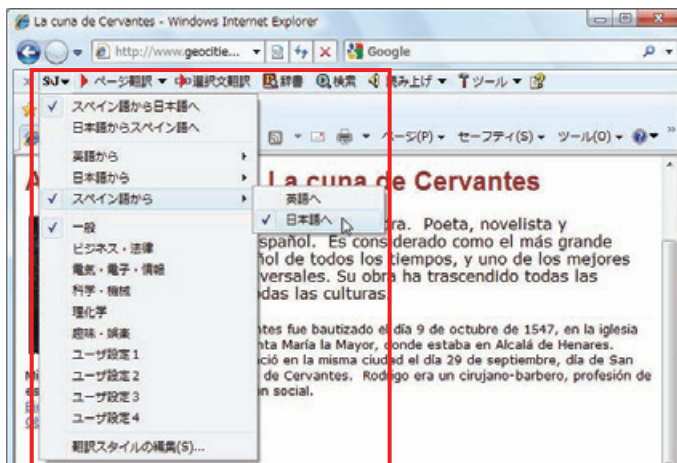 La cuna de Cervantes - Windows Internet Explorer
http://www.geocitie...
Google
SJ ページ翻訳 選択文翻訳 辞書 検索 読み上げ ツール
スペイン語から日本語へ
日本語からスペイン語へ
ページ(P) セーフティ(S) ツール(O)
英語から
日本語から
スペイン語から
英語へ
日本語へ
La cuna de Cervantes
一般
ビジネス・法律
電気・電子・情報
科学・機械
理化学
趣味・娯楽
ユーザ設定1
ユーザ設定2
ユーザ設定3
ユーザ設定4
翻訳スタイルの編集(S)...
ra. Poeta, novelista y
spañol. Es considerado como el más grande
ñol de todos los tiempos, y uno de los mejores
versales. Su obra ha trascendido todas las
odas las culturas
ntes fue bautizado el día 9 de octubre de 1547, en la iglesia
nta María la Mayor, donde estaba en Alcalá de Henares.
ció en la misma ciudad el día 29 de septiembre, día de San
de Cervantes. Rodrigo era un cirujano-barbero, profesión de
n social.